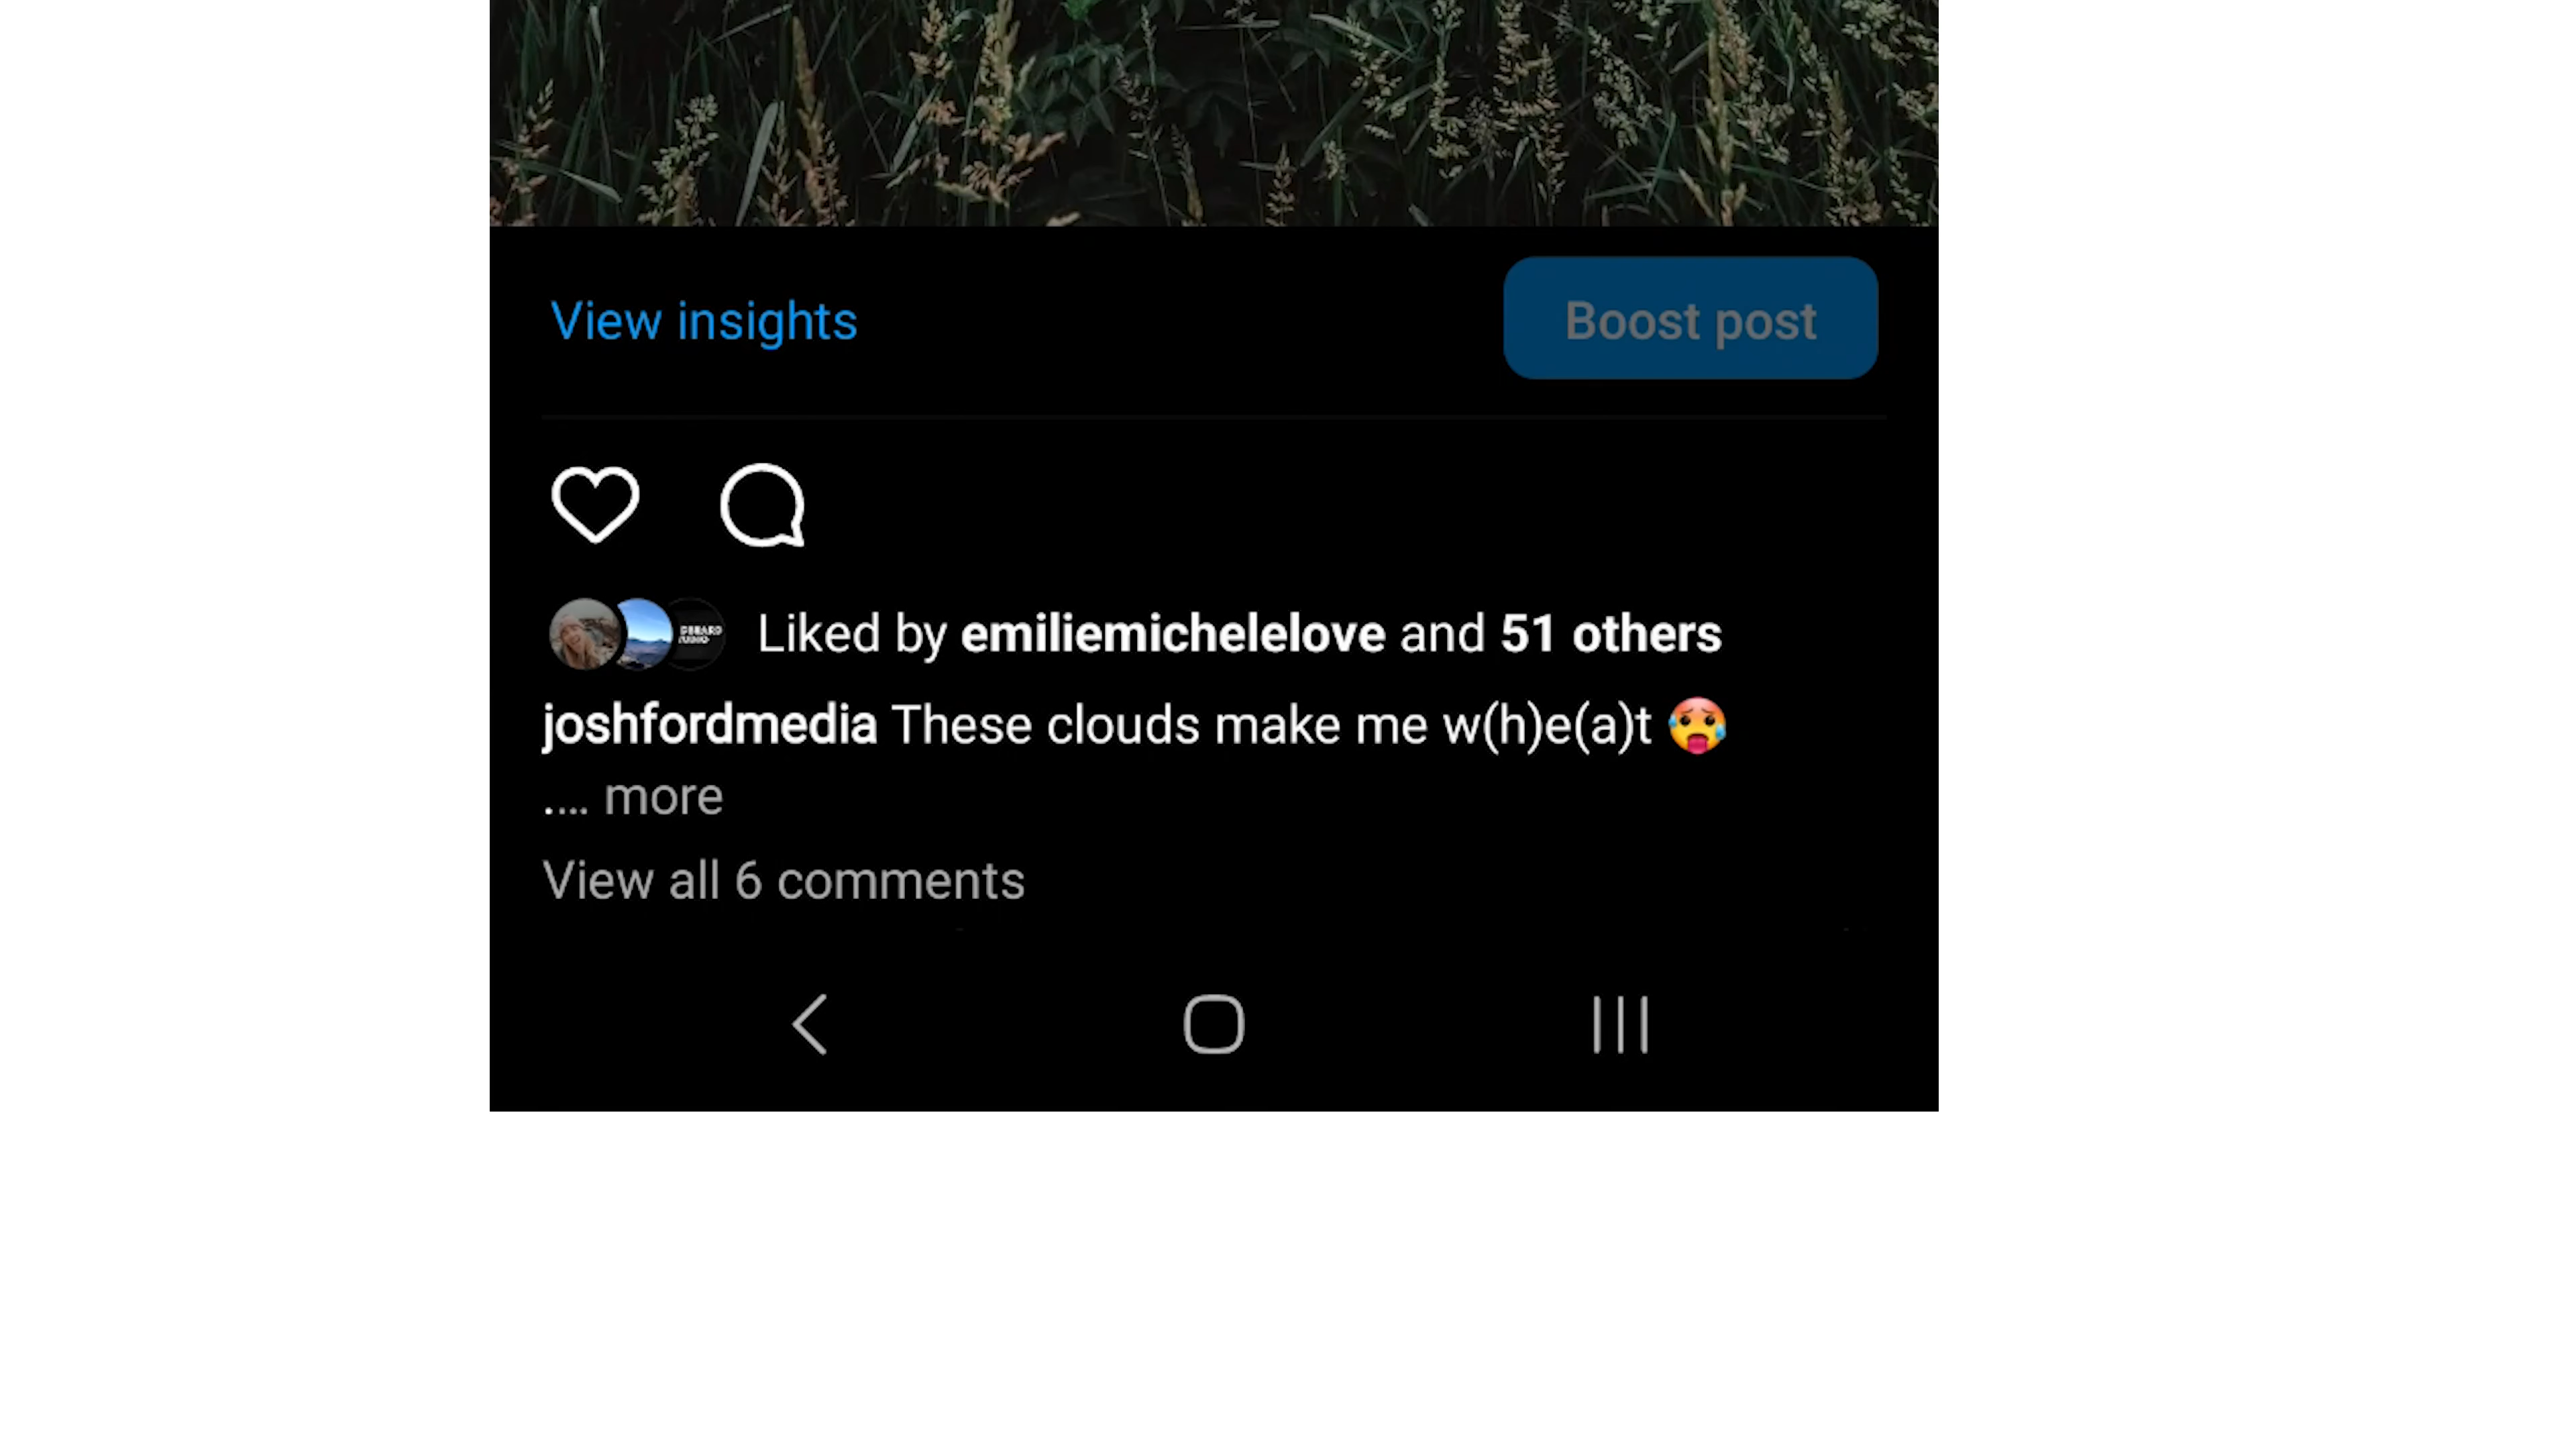 View insights
Boost post
Liked by emiliemichelelove and 51 others
joshfordmedia These clouds make me w(h)e(a)t 🥵
.... more
View all 6 comments